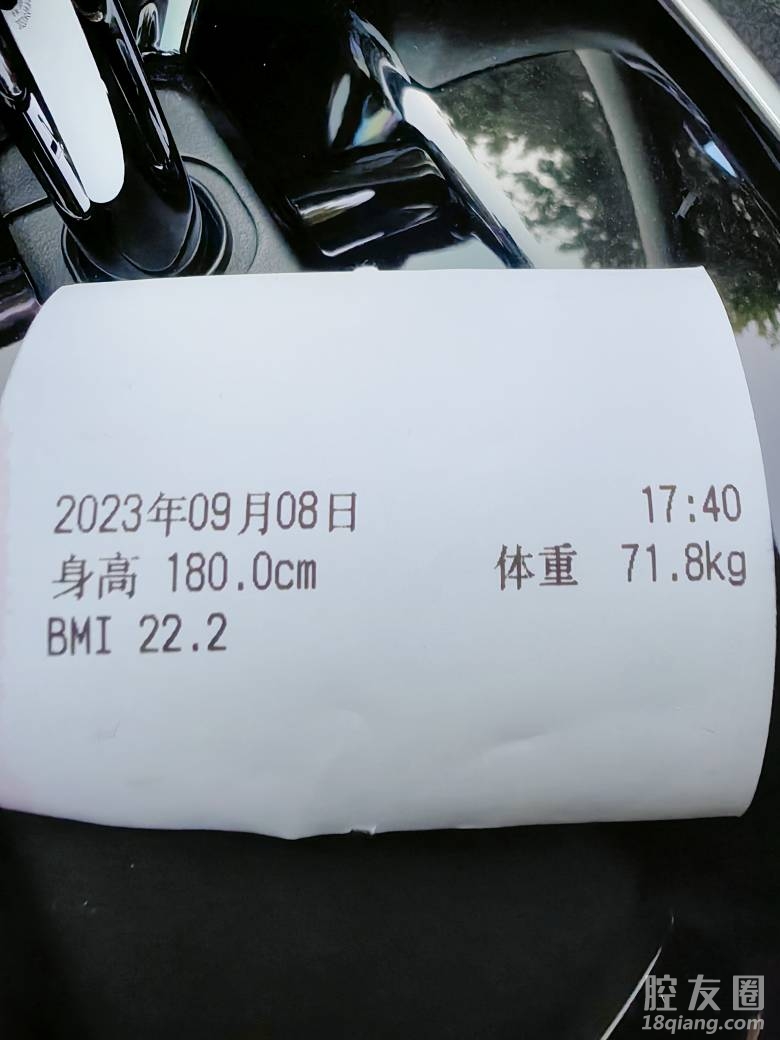 2023年09月08日 17:40
身高 180.0cm 体重 71.8kg
BMI 22.2
腔友圈
18qiang.com